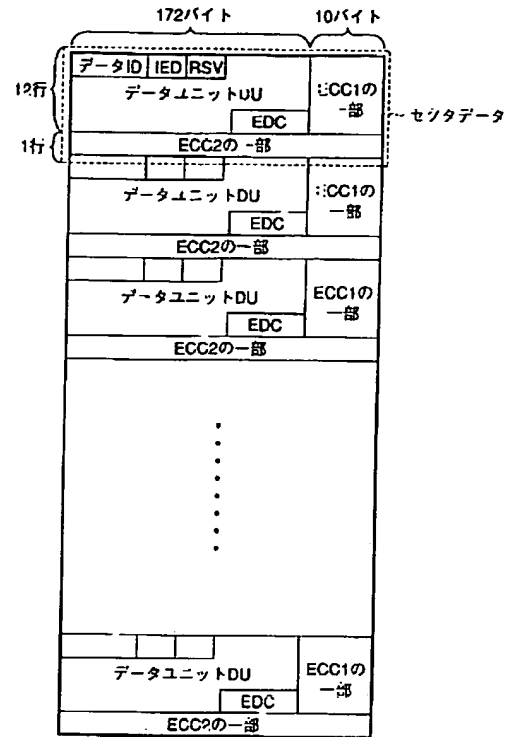 172バイト 10バイト
データID IED RSV
12行 データユニットDU ECC1の
一部
セクタデータ
EDC
1行 ECC2の一部
データユニットDU ECC1の
一部
EDC
ECC2の一部
データユニットDU ECC1の
一部
EDC
ECC2の一部
データユニットDU ECC1の
一部
EDC
ECC2の一部